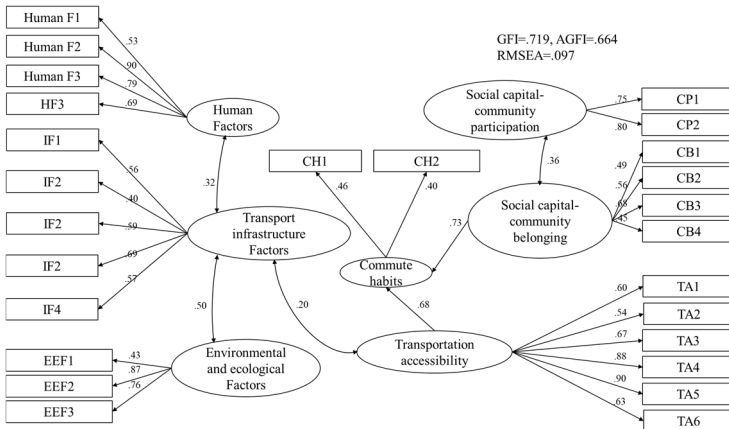 Human F1
Human F2
Human F3
HF3
IF1
IF2
IF2
IF2
IF4
EEF1
EEF2
EEF3
.53
.90
.79
.69
.56
.40
.59
.69
.57
.43
.87
.76
Human
Factors
.32
Transport
infrastructure
Factors
.50
Environmental
and ecological
Factors
.20
CH1
CH2
.46
.40
Commute
habits
.73
.68
Transportation
accessibility
GFI=.719, AGFI=.664
RMSEA=.097
Social capital-
community
participation
.36
Social capital-
community
belonging
.75
.80
.49
.56
.68
.45
CP1
CP2
CB1
CB2
CB3
CB4
.60
.54
.67
.88
.90
.63
TA1
TA2
TA3
TA4
TA5
TA6